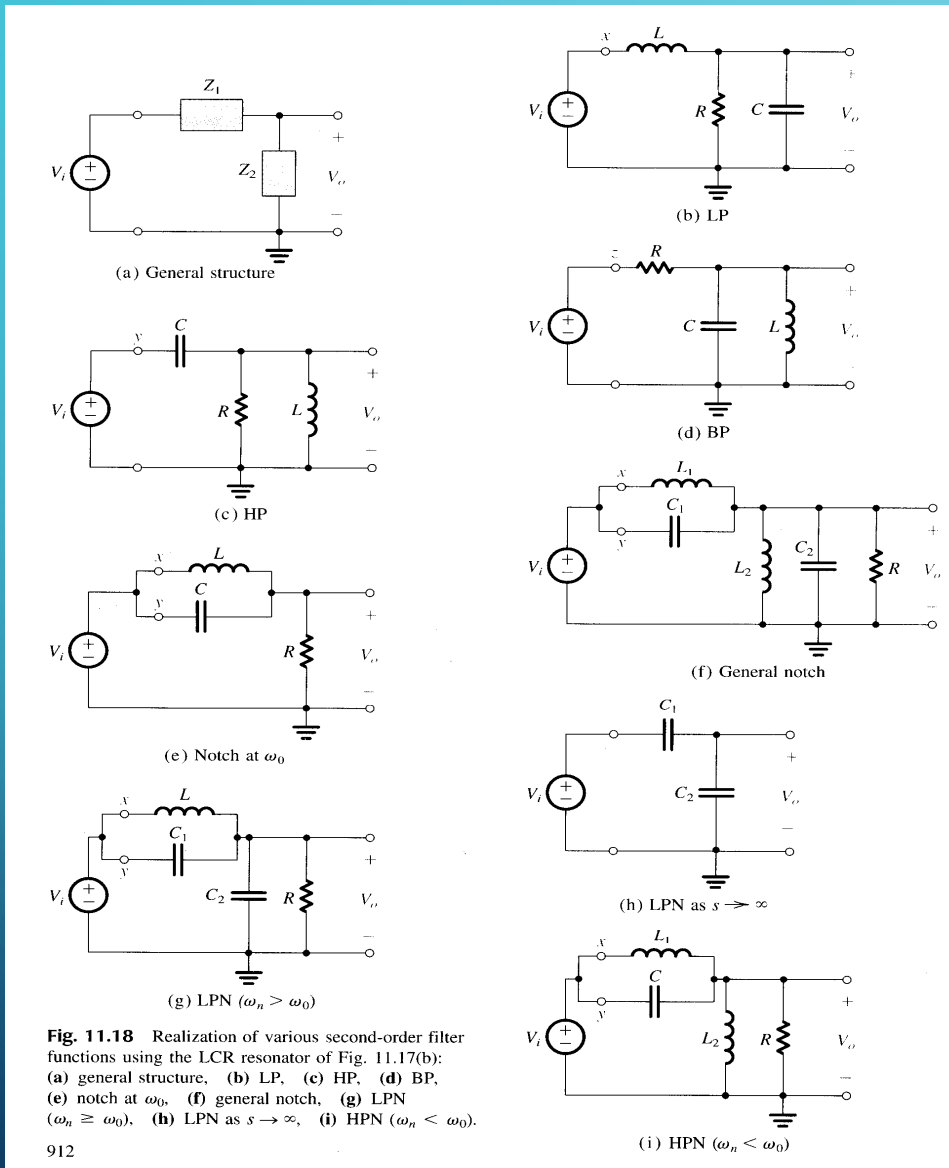 Z1
Z2
Vi
+
−
+
Vo
−
(a) General structure
x
L
Vi
+
−
R
C
+
Vo
−
(b) LP
y
C
Vi
+
−
R
L
+
Vo
−
(c) HP
z
R
Vi
+
−
C
L
+
Vo
−
(d) BP
x
L
C
y
Vi
+
−
R
+
Vo
−
(e) Notch at ω0
x
L1
C1
y
Vi
+
−
L2
C2
R
+
Vo
−
(f) General notch
x
L
C1
y
Vi
+
−
C2
R
+
Vo
−
(g) LPN (ωn > ω0)
C1
Vi
+
−
C2
+
Vo
−
(h) LPN as s → ∞
x
L1
C
y
Vi
+
−
L2
R
+
Vo
−
(i) HPN (ωn < ω0)
Fig. 11.18 Realization of various second-order filter
functions using the LCR resonator of Fig. 11.17(b):
(a) general structure, (b) LP, (c) HP, (d) BP,
(e) notch at ω0, (f) general notch, (g) LPN
(ωn ≥ ω0), (h) LPN as s → ∞, (i) HPN (ωn < ω0).
912